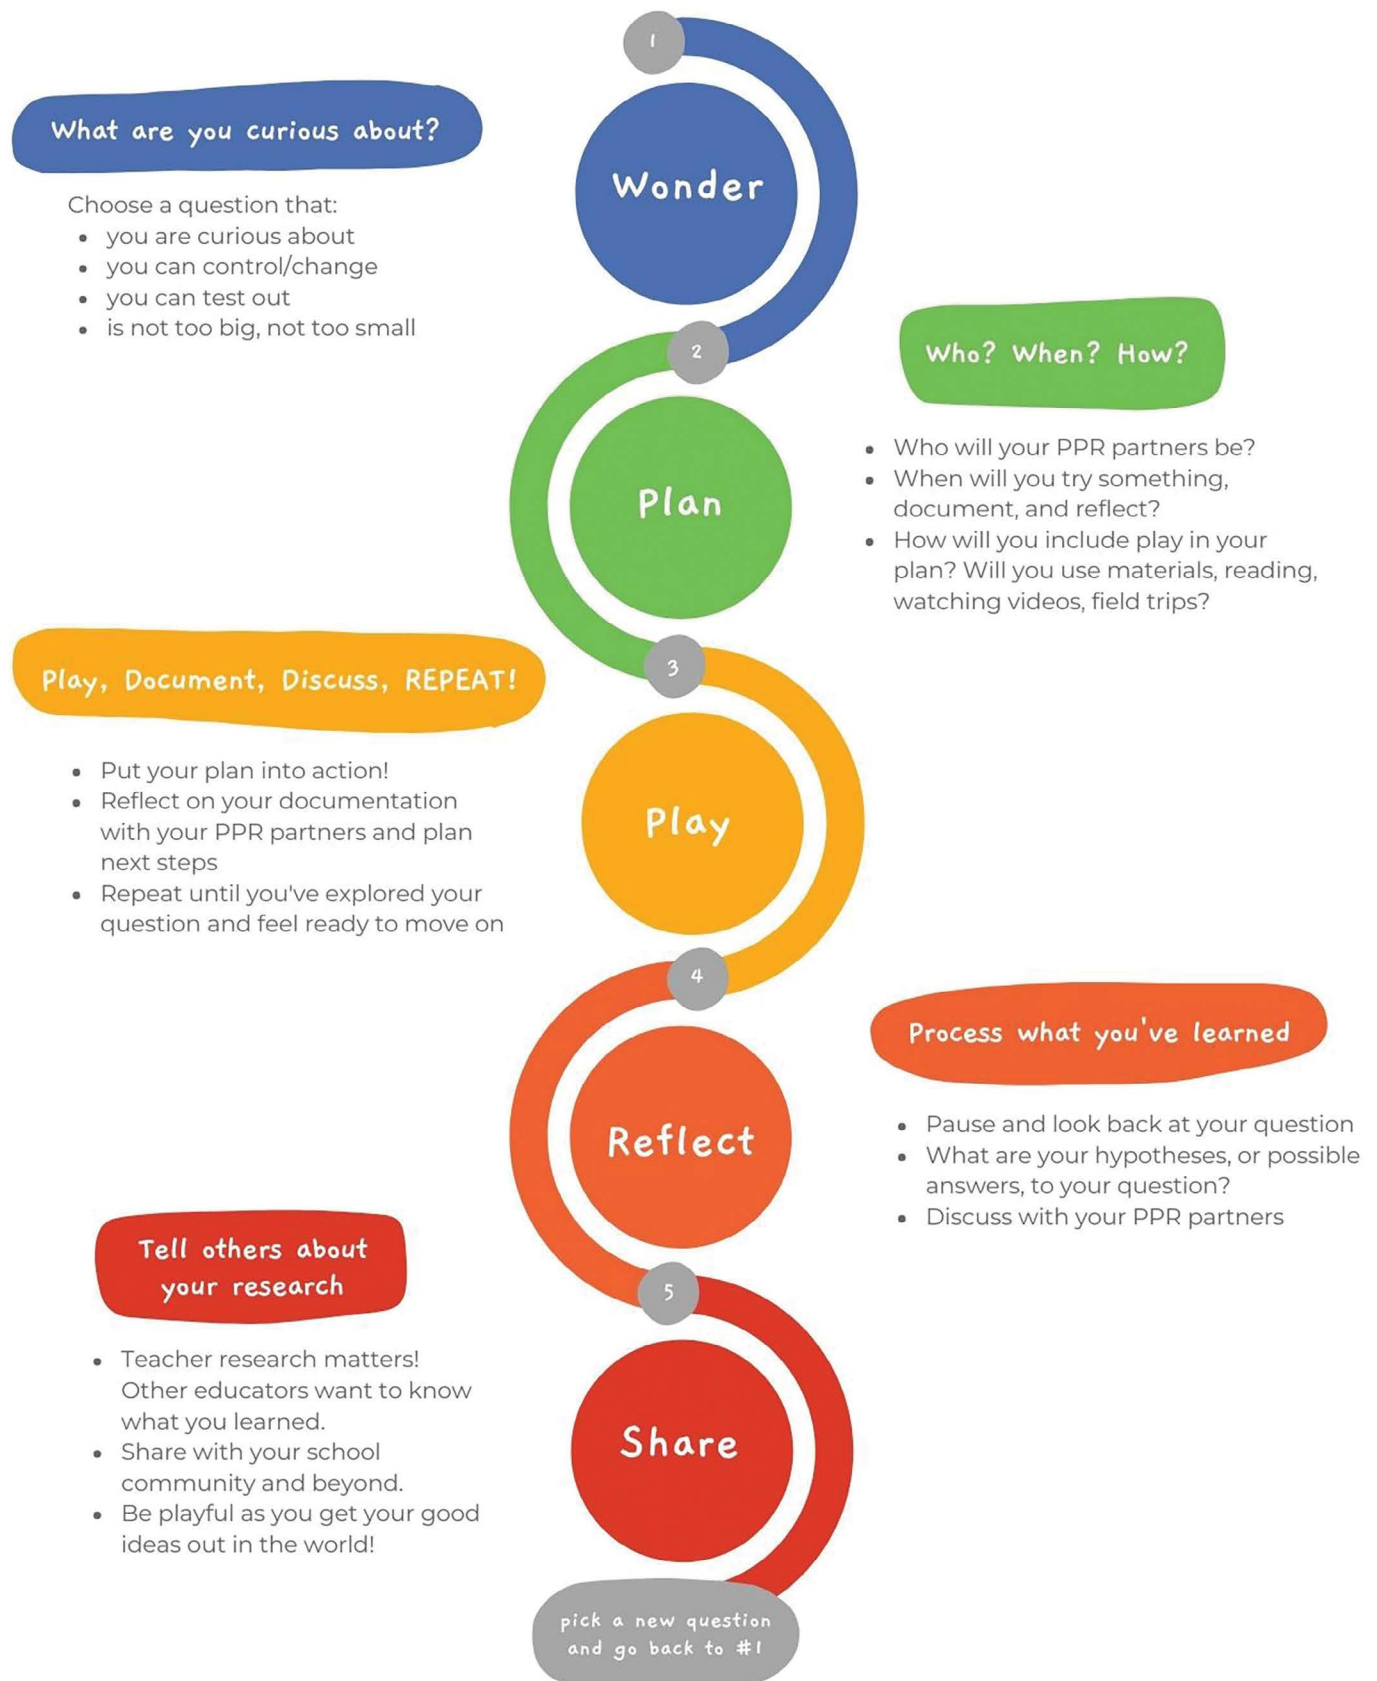 1
Wonder
What are you curious about?
Choose a question that:
• you are curious about
• you can control/change
• you can test out
• is not too big, not too small
2
Plan
Who? When? How?
• Who will your PPR partners be?
• When will you try something,
document, and reflect?
• How will you include play in your
plan? Will you use materials, reading,
watching videos, field trips?
3
Play
Play, Document, Discuss, REPEAT!
• Put your plan into action!
• Reflect on your documentation
with your PPR partners and plan
next steps
• Repeat until you've explored your
question and feel ready to move on
4
Reflect
Process what you've learned
• Pause and look back at your question
• What are your hypotheses, or possible
answers, to your question?
• Discuss with your PPR partners
5
Share
Tell others about
your research
• Teacher research matters!
Other educators want to know
what you learned.
• Share with your school
community and beyond.
• Be playful as you get your good
ideas out in the world!
pick a new question
and go back to #1